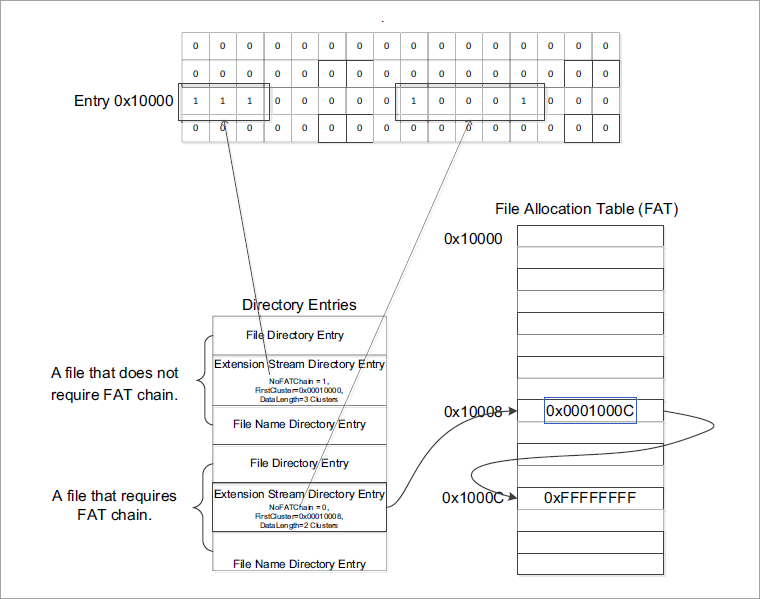 0 0 0 0 0 0 0 0 0 0 0 0 0 0 0 0
0 0 0 0 0 0 0 0 0 0 0 0 0 0 0 0
Entry 0x10000 1 1 1 0 0 0 0 0 1 0 0 0 1 0 0 0
0 0 0 0 0 0 0 0 0 0 0 0 0 0 0 0
File Allocation Table (FAT)
0x10000
Directory Entries
File Directory Entry
A file that does not
require FAT chain.
Extension Stream Directory Entry
NoFATChain = 1,
FirstCluster=0x00010000,
DataLength=3 Clusters
File Name Directory Entry
0x10008 0x0001000C
File Directory Entry
A file that requires
FAT chain.
Extension Stream Directory Entry
NoFATChain = 0,
FirstCluster=0x00010008,
DataLength=2 Clusters
File Name Directory Entry
0x1000C 0xFFFFFFFF